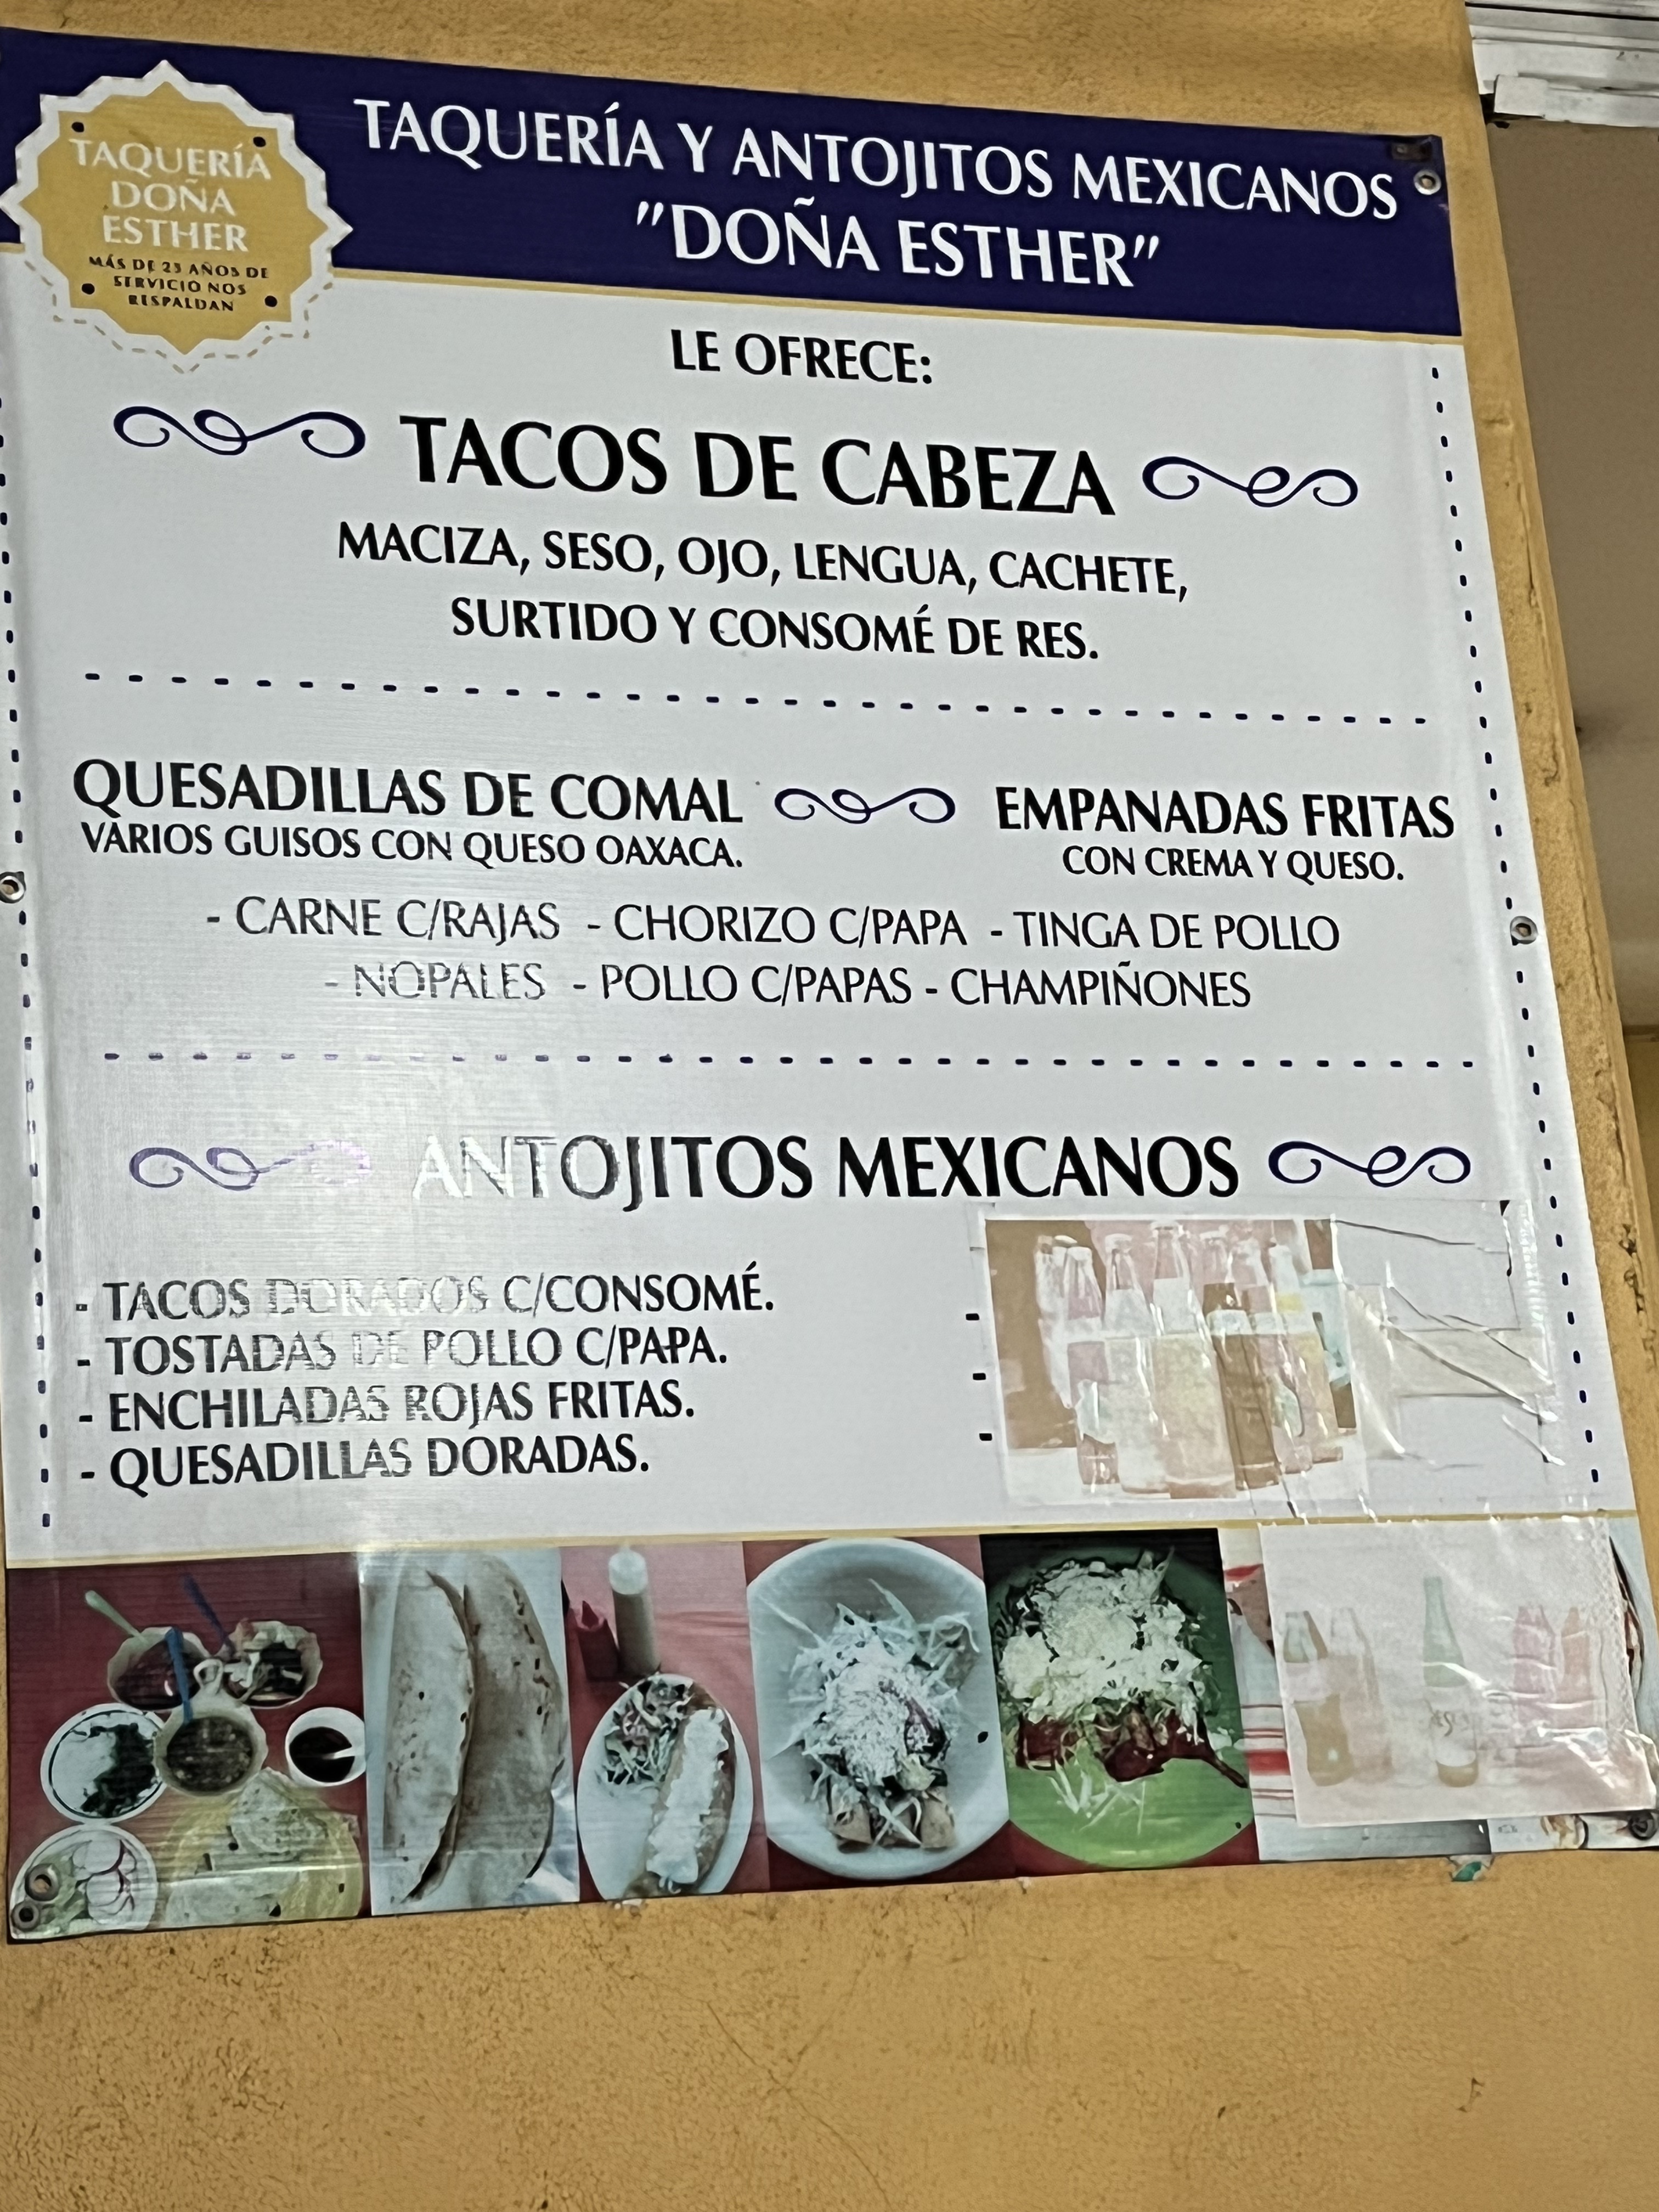 TAQUERÍA
DOÑA
ESTHER
MÁS DE 25 AÑOS DE
SERVICIO NOS
RESPALDAN
TAQUERÍA Y ANTOJITOS MEXICANOS
"DOÑA ESTHER"
LE OFRECE:
TACOS DE CABEZA
MACIZA, SESO, OJO, LENGUA, CACHETE,
SURTIDO Y CONSOMÉ DE RES.
QUESADILLAS DE COMAL
VARIOS GUISOS CON QUESO OAXACA.
EMPANADAS FRITAS
CON CREMA Y QUESO.
- CARNE C/RAJAS - CHORIZO C/PAPA - TINGA DE POLLO
- NOPALES - POLLO C/PAPAS - CHAMPIÑONES
ANTOJITOS MEXICANOS
- TACOS DORADOS C/CONSOMÉ.
- TOSTADAS DE POLLO C/PAPA.
- ENCHILADAS ROJAS FRITAS.
- QUESADILLAS DORADAS.
-
-
-